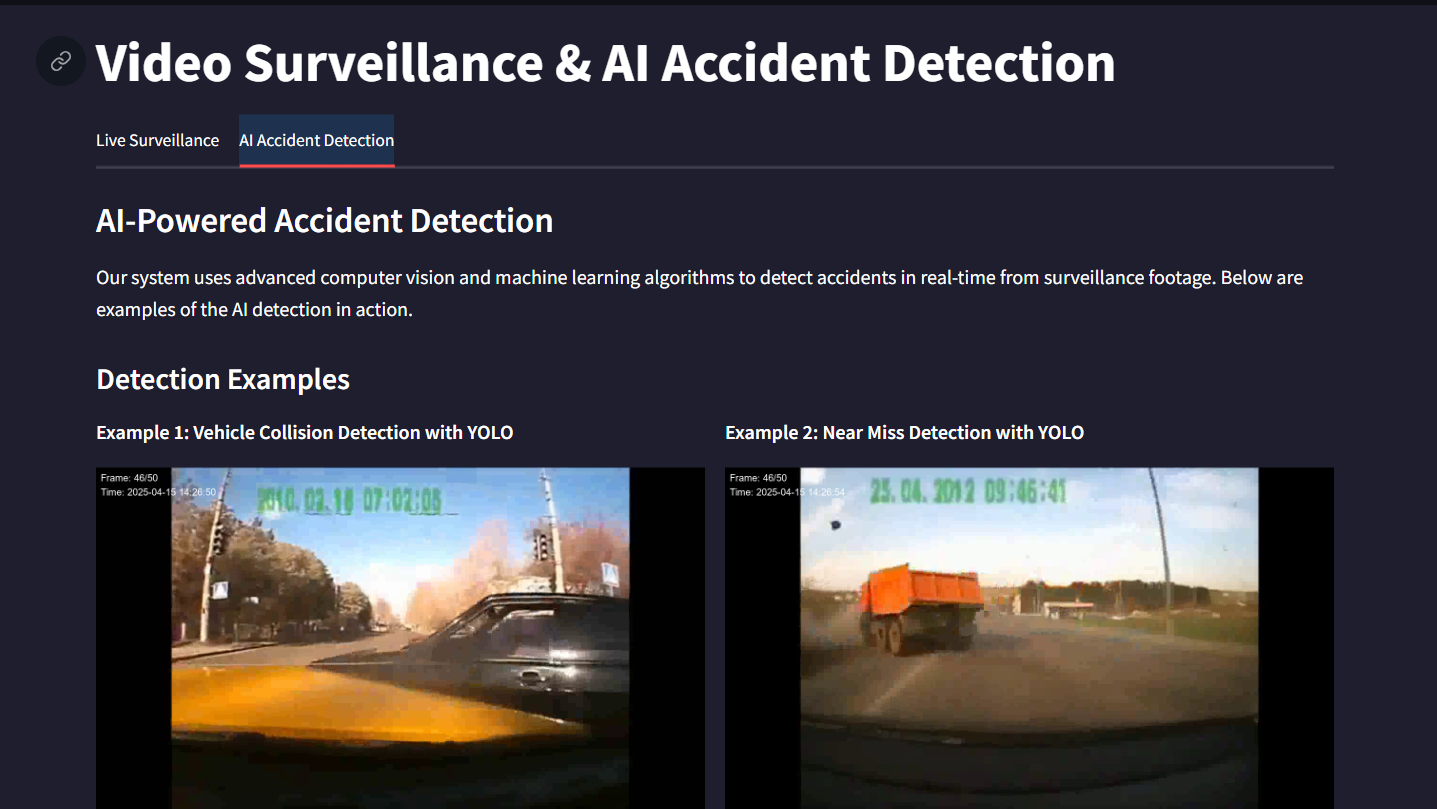 Video Surveillance & AI Accident Detection
Live Surveillance
AI Accident Detection
AI-Powered Accident Detection
Our system uses advanced computer vision and machine learning algorithms to detect accidents in real-time from surveillance footage. Below are
examples of the AI detection in action.
Detection Examples
Example 1: Vehicle Collision Detection with YOLO
Frame: 46/50
Time: 2025-04-15 14:26:50
2010.02.18 07:02:08
Example 2: Near Miss Detection with YOLO
Frame: 46/50
Time: 2025-04-15 14:26:54
25.04.2012 09:46:41